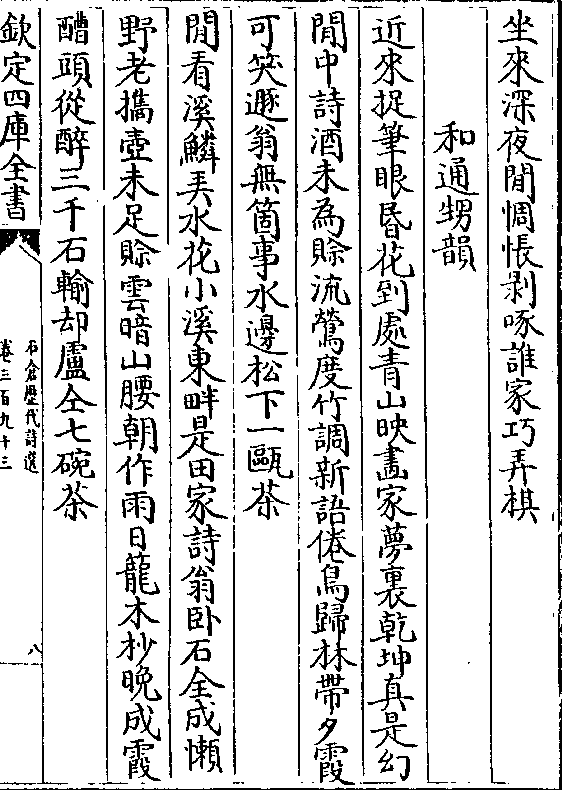 坐來深夜閒惆悵剥啄誰家巧弄棋
和通甥韻
近來捉筆眼昬花到處青山映畫家夢裏乾坤真是幻
閒中詩酒未為賒流鶯度竹調新語倦鳥歸林帶夕霞
可笑遯翁無箇事水邊松下一甌茶
閒看溪鱗弄水花小溪東畔是田家詩翁卧石全成懶
野老攜壺未足賒雲暗山腰朝作雨日籠木杪晩成霞
醩頭從醉三千石輸却盧仝七碗茶
欽定四庫全書
石倉歴代詩選
卷三百九十三
八